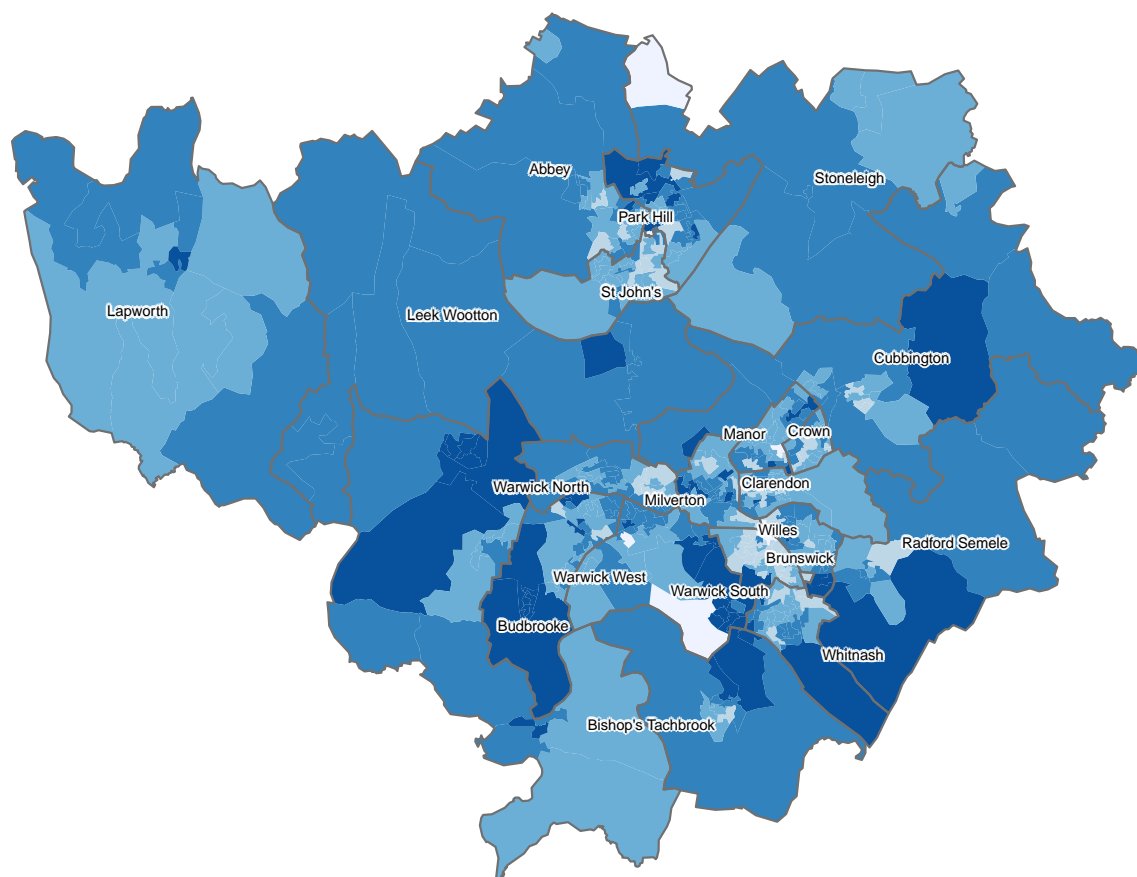 Abbey
Stoneleigh
Park Hill
St John's
Lapworth
Leek Wootton
Cubbington
Manor
Crown
Warwick North
Milverton
Clarendon
Willes
Radford Semele
Brunswick
Warwick West
Warwick South
Budbrooke
Whitnash
Bishop's Tachbrook